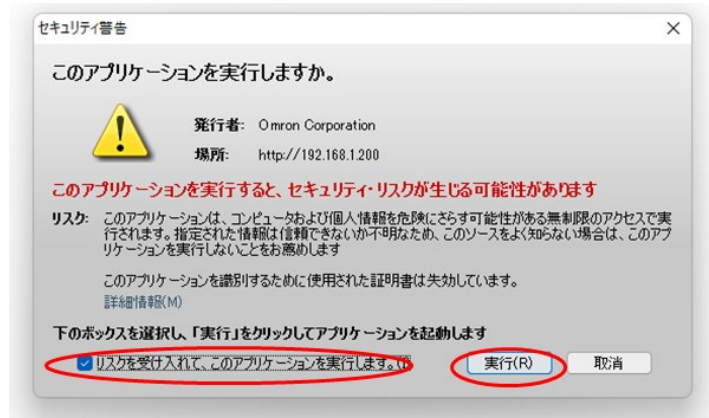 セキュリティ警告
このアプリケーションを実行しますか。
発行者: Omron Corporation
場所: http://192.168.1.200
このアプリケーションを実行すると、セキュリティ・リスクが生じる可能性があります
リスク: このアプリケーションは、コンピュータおよび個人情報を危険にさらす可能性がある無制限のアクセスで実
行されます。指定された情報は信頼できないか不明なため、このソースをよく知らない場合は、このアプ
リケーションを実行しないことをお薦めします
このアプリケーションを識別するために使用された証明書は失効しています。
詳細情報(M)
下のボックスを選択し、「実行」をクリックしてアプリケーションを起動します
リスクを受け入れて、このアプリケーションを実行します。(I)
実行(R)
取消